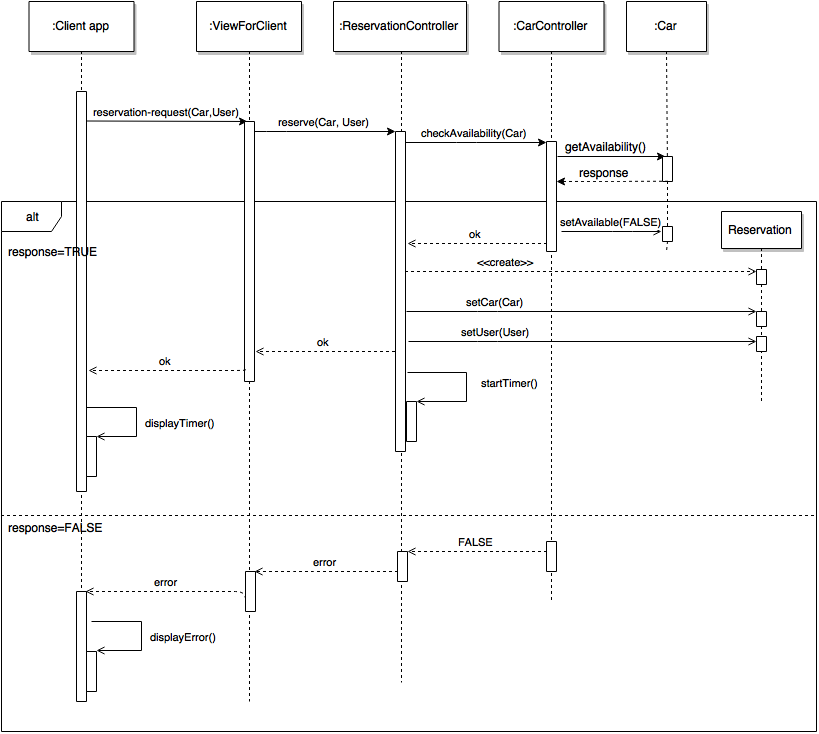 :Client app
:ViewForClient
:ReservationController
:CarController
:Car
reservation-request(Car,User)
reserve(Car, User)
checkAvailability(Car)
getAvailability()
response
alt
setAvailable(FALSE)
Reservation
ok
response=TRUE
<<create>>
setCar(Car)
setUser(User)
ok
ok
startTimer()
displayTimer()
response=FALSE
FALSE
error
error
displayError()